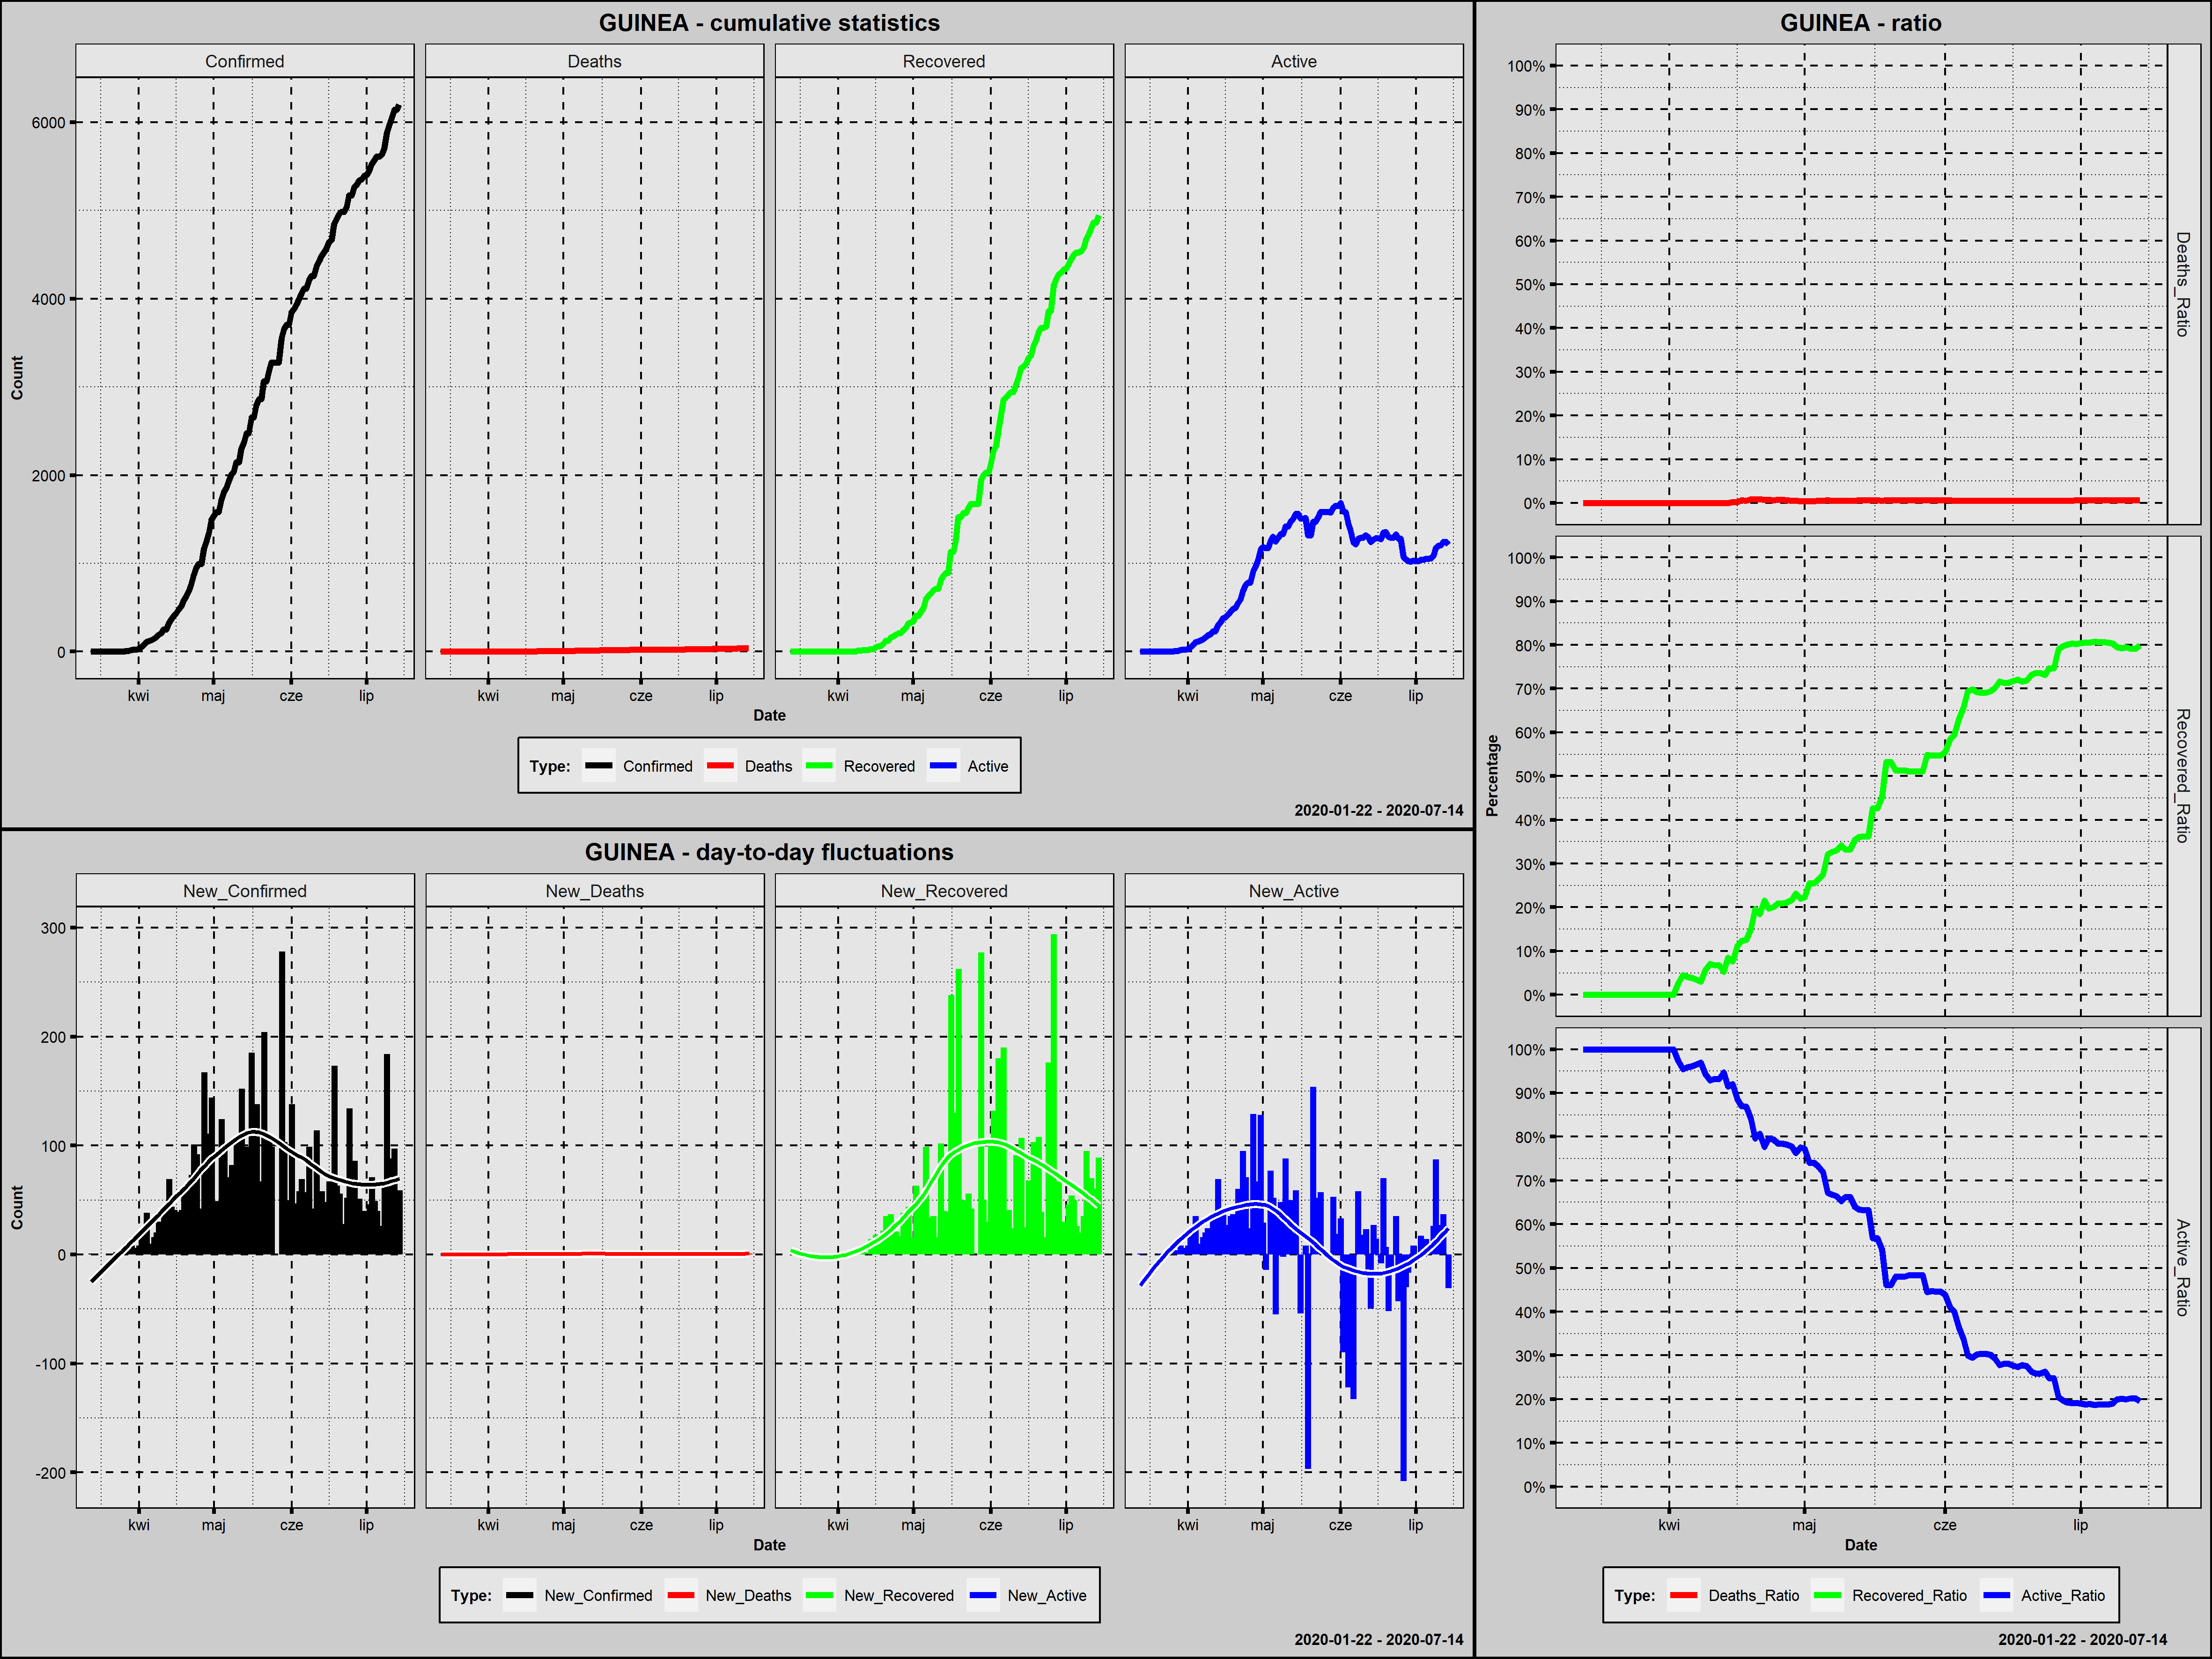 GUINEA - cumulative statistics
Confirmed Deaths Recovered Active
Count
6000
4000
2000
0
kwi maj cze lip kwi maj cze lip kwi maj cze lip kwi maj cze lip
Date
Type: Confirmed Deaths Recovered Active
2020-01-22 - 2020-07-14
GUINEA - day-to-day fluctuations
New_Confirmed New_Deaths New_Recovered New_Active
Count
300
200
100
0
-100
-200
kwi maj cze lip kwi maj cze lip kwi maj cze lip kwi maj cze lip
Date
Type: New_Confirmed New_Deaths New_Recovered New_Active
2020-01-22 - 2020-07-14
GUINEA - ratio
Percentage
100%
90%
80%
70%
60%
50%
40%
30%
20%
10%
0%
Deaths_Ratio
100%
90%
80%
70%
60%
50%
40%
30%
20%
10%
0%
Recovered_Ratio
100%
90%
80%
70%
60%
50%
40%
30%
20%
10%
0%
Active_Ratio
kwi maj cze lip
Date
Type: Deaths_Ratio Recovered_Ratio Active_Ratio
2020-01-22 - 2020-07-14